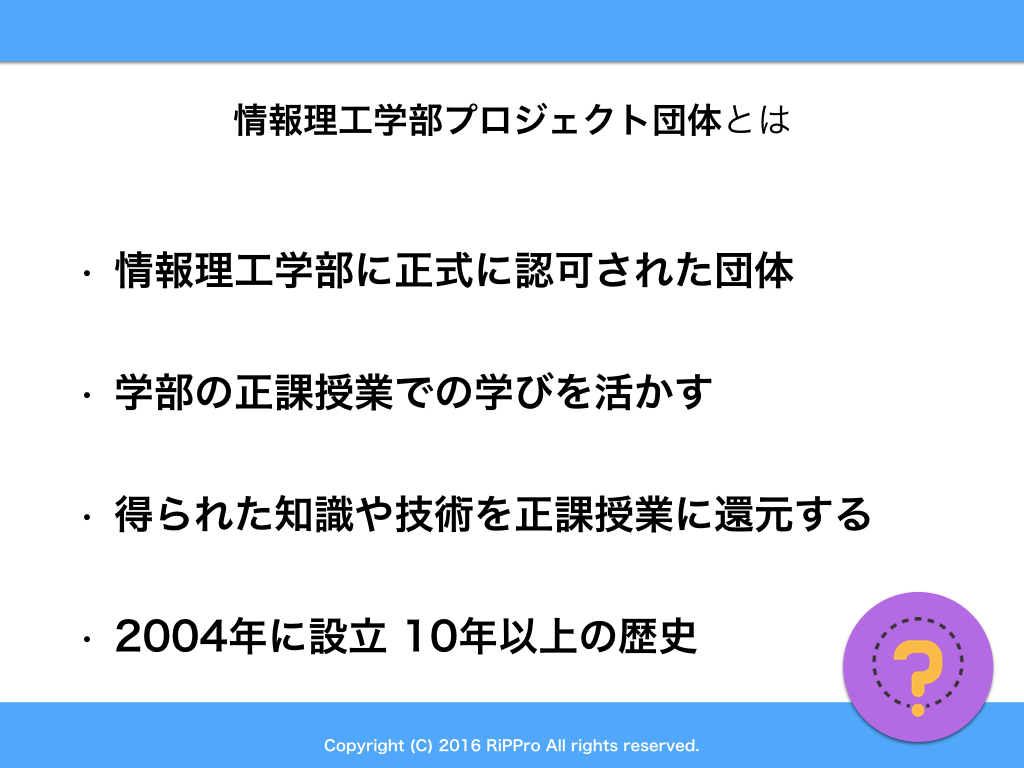 情報理工学部プロジェクト団体とは
・ 情報理工学部に正式に認可された団体
・ 学部の正課授業での学びを活かす
・ 得られた知識や技術を正課授業に還元する
・ 2004年に設立 10年以上の歴史
?
Copyright (C) 2016 RiPPro All rights reserved.